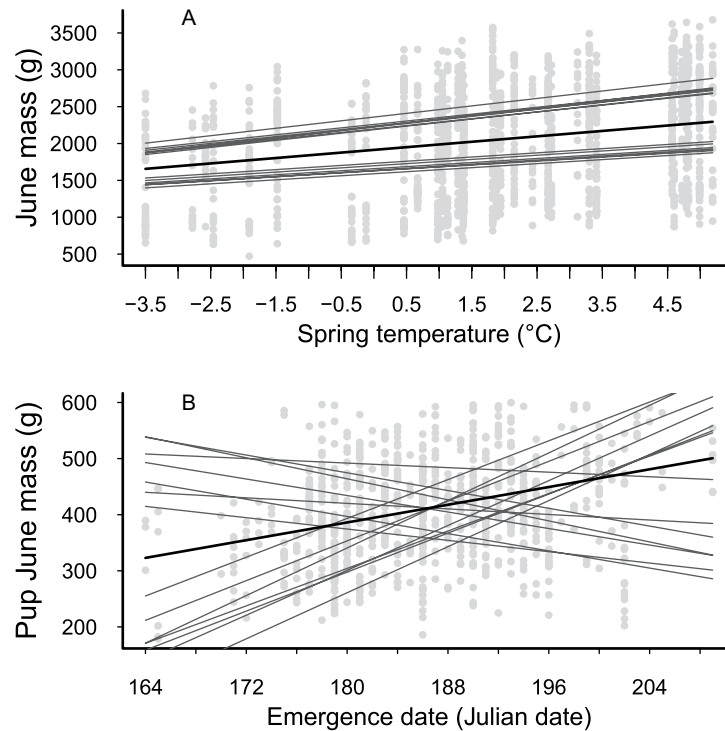 A
3500
3000
2500
2000
1500
1000
500
June mass (g)
−3.5 −2.5 −1.5 −0.5 0.5 1.5 2.5 3.5 4.5
Spring temperature (°C)
B
600
500
400
300
200
Pup June mass (g)
164 172 180 188 196 204
Emergence date (Julian date)